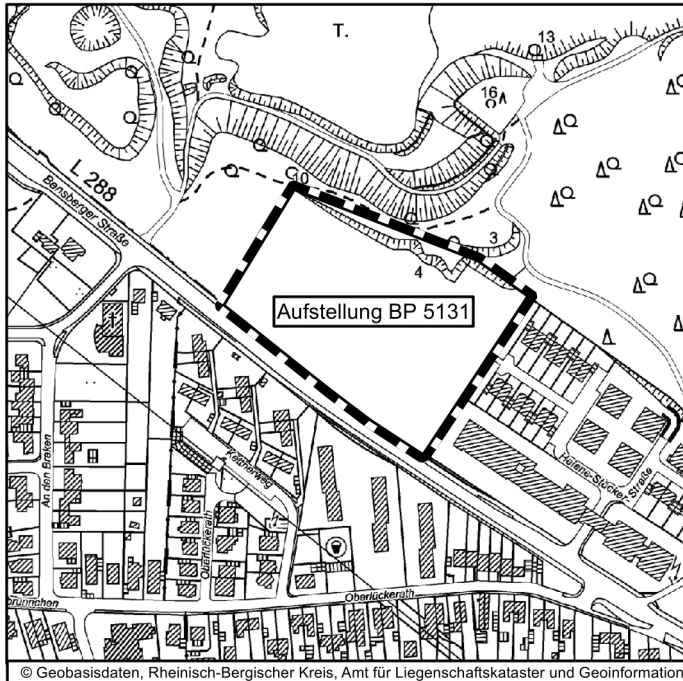 13
T.
16
L 288
Bensberger Straße
10
3
4
Aufstellung BP 5131
An den Braken
Kettnerweg
Oberlückerath
Helene-Stöcker-Straße
Oberlückerath
© Geobasisdaten, Rheinisch-Bergischer Kreis, Amt für Liegenschaftskataster und Geoinformation